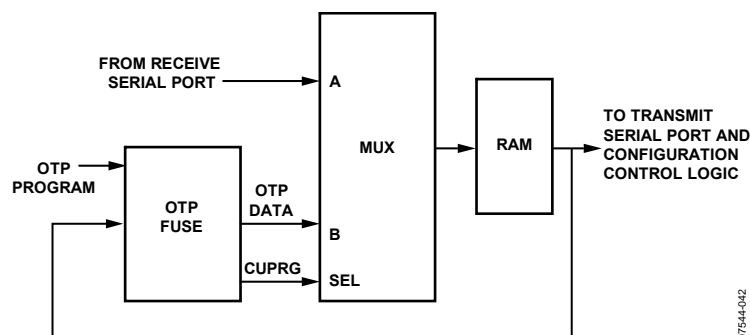 FROM RECEIVE
SERIAL PORT
A
MUX
RAM
TO TRANSMIT
SERIAL PORT AND
CONFIGURATION
CONTROL LOGIC
OTP
PROGRAM
OTP
FUSE
OTP
DATA
B
CUPRG
SEL
07544-042